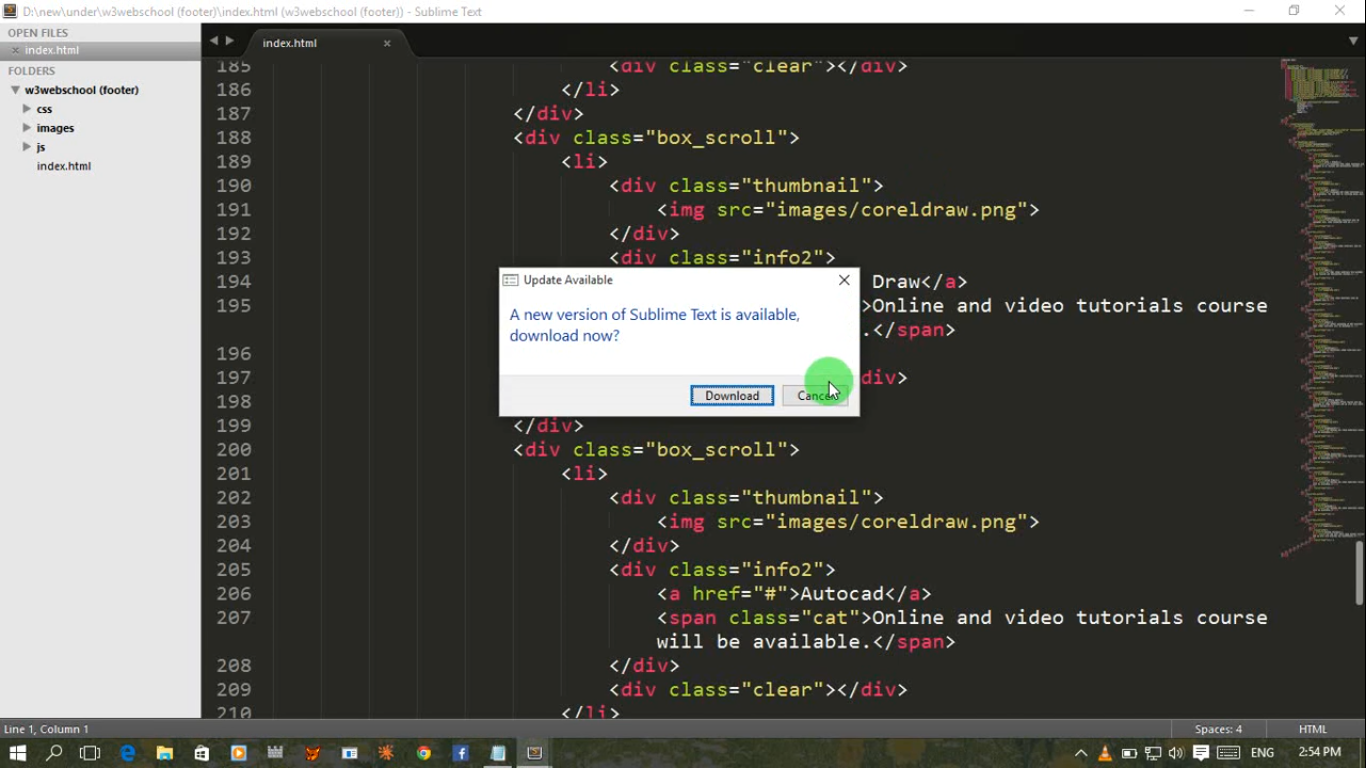 D:\new\under\w3webschool (footer)\index.html (w3webschool (footer)) - Sublime Text
OPEN FILES
index.html
FOLDERS
w3webschool (footer)
css
images
js
index.html
index.html
185 <div class="clear"></div>
186 </li>
187 </div>
188 <div class="box_scroll">
189 <li>
190 <div class="thumbnail">
191 <img src="images/coreldraw.png">
192 </div>
193 <div class="info2">
194 Draw</a>
195 >Online and video tutorials course
.</span>
196
197 div>
198
199 </div>
200 <div class="box_scroll">
201 <li>
202 <div class="thumbnail">
203 <img src="images/coreldraw.png">
204 </div>
205 <div class="info2">
206 <a href="#">Autocad</a>
207 <span class="cat">Online and video tutorials course
will be available.</span>
208 </div>
209 <div class="clear"></div>
210 </li>
Update Available
A new version of Sublime Text is available,
download now?
Download Cancel
Line 1, Column 1 Spaces: 4 HTML
ENG 2:54 PM